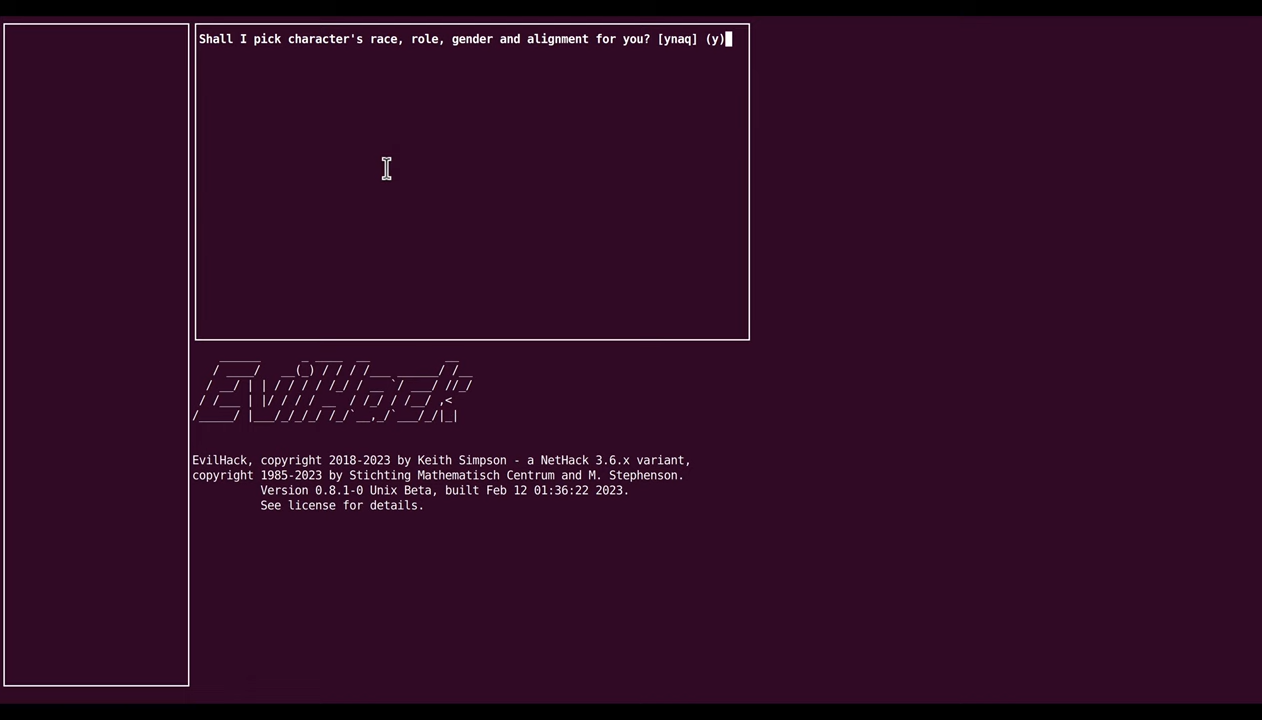 Shall I pick character's race, role, gender and alignment for you? [ynaq] (y)
EvilHack
EvilHack, copyright 2018-2023 by Keith Simpson - a NetHack 3.6.x variant,
copyright 1985-2023 by Stichting Mathematisch Centrum and M. Stephenson.
Version 0.8.1-0 Unix Beta, built Feb 12 01:36:22 2023.
See license for details.